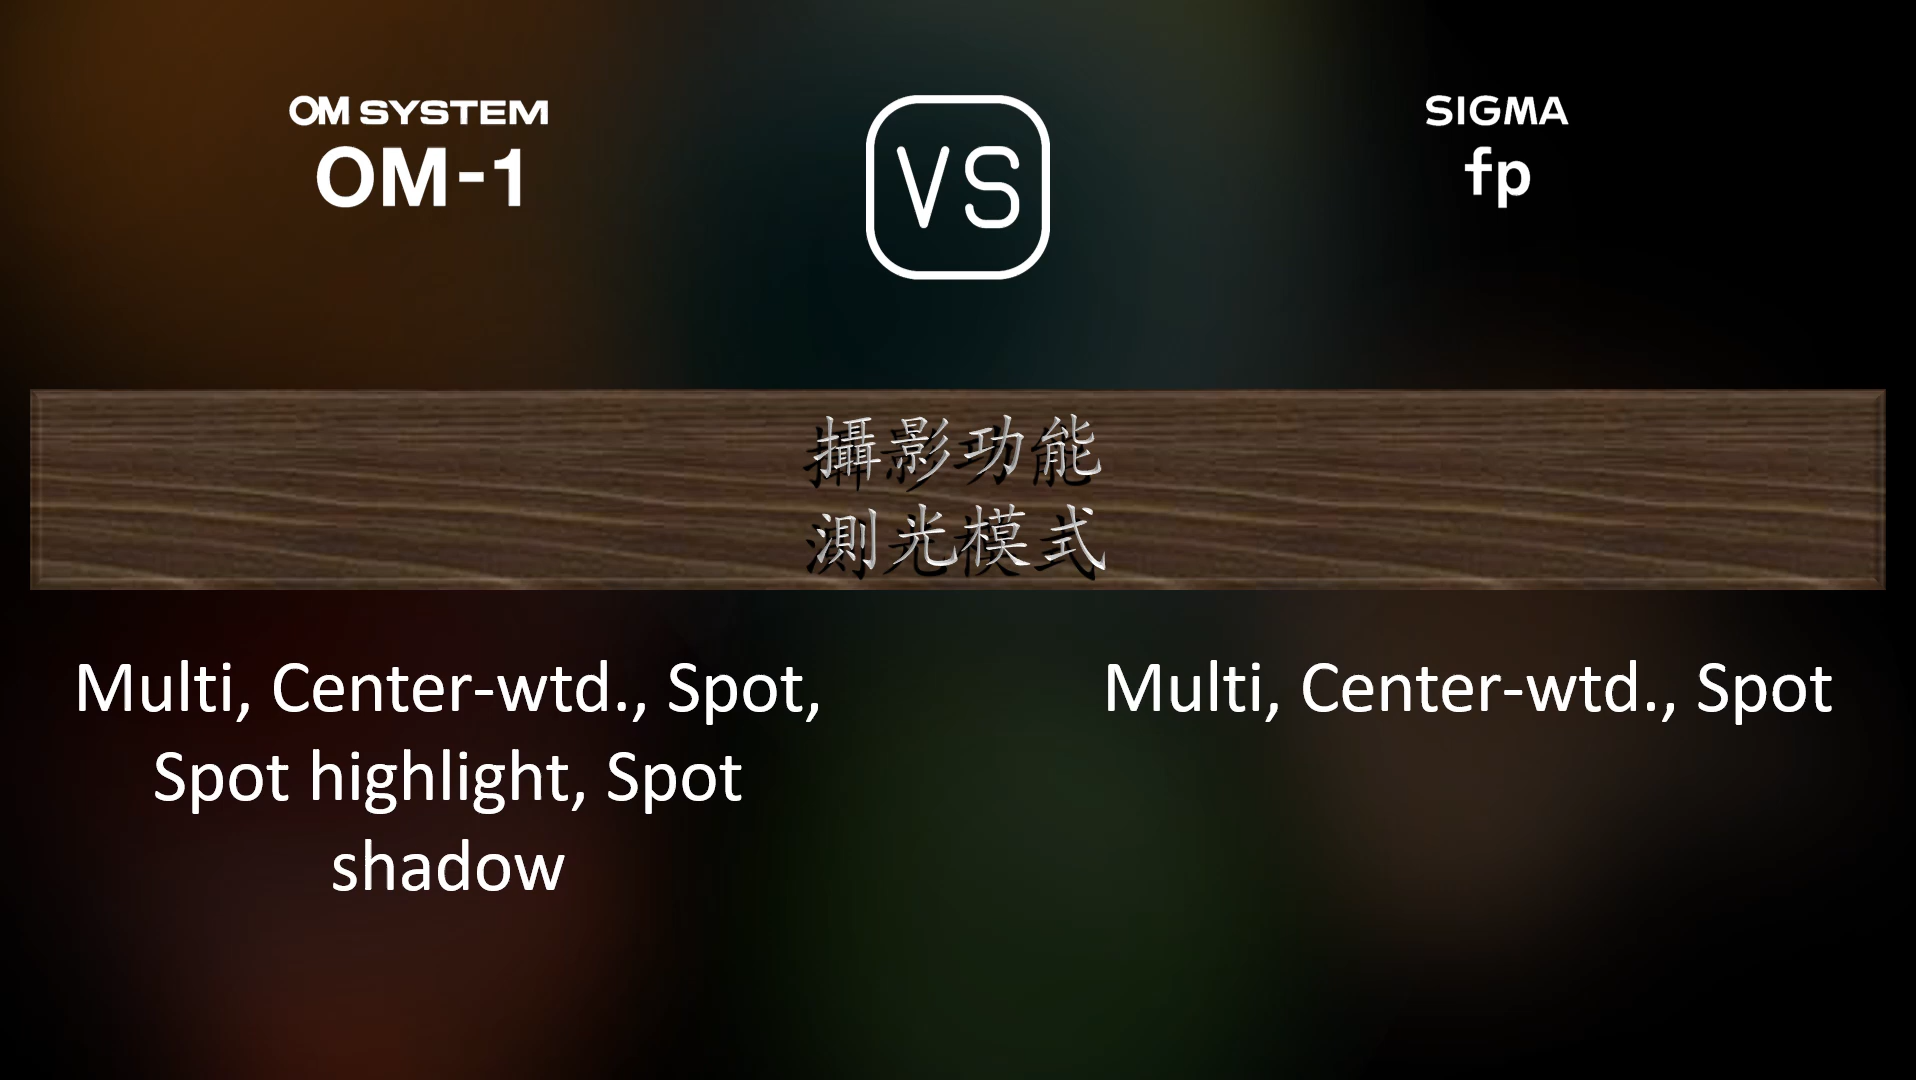 OM SYSTEM
OM-1
VS
SIGMA
fp
攝影功能
測光模式
Multi, Center-wtd., Spot,
Spot highlight, Spot
shadow
Multi, Center-wtd., Spot